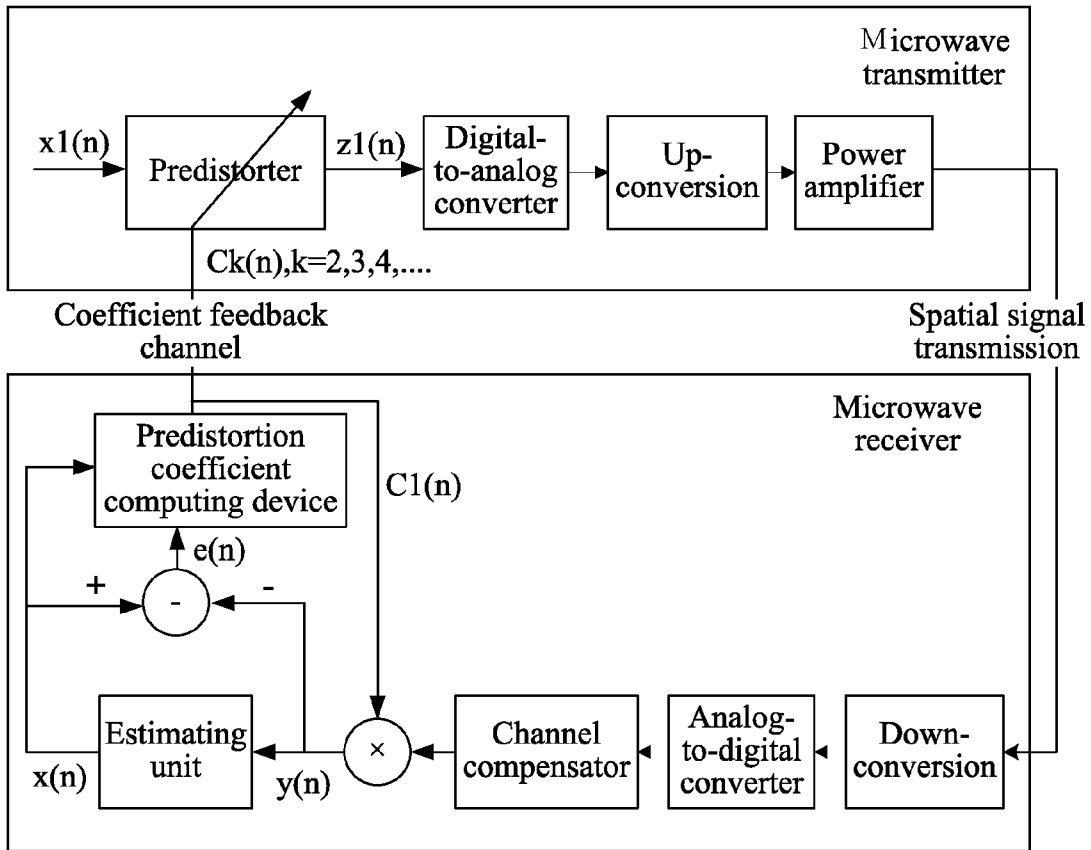 Microwave
transmitter
x1(n)
Predistorter
z1(n)
Digital-
to-analog
converter
Up-
conversion
Power
amplifier
Ck(n),k=2,3,4,....
Coefficient feedback
channel
Spatial signal
transmission
Microwave
receiver
Predistortion
coefficient
computing device
C1(n)
e(n)
+
-
-
Estimating
unit
x(n)
y(n)
×
Channel
compensator
Analog-
to-digital
converter
Down-
conversion